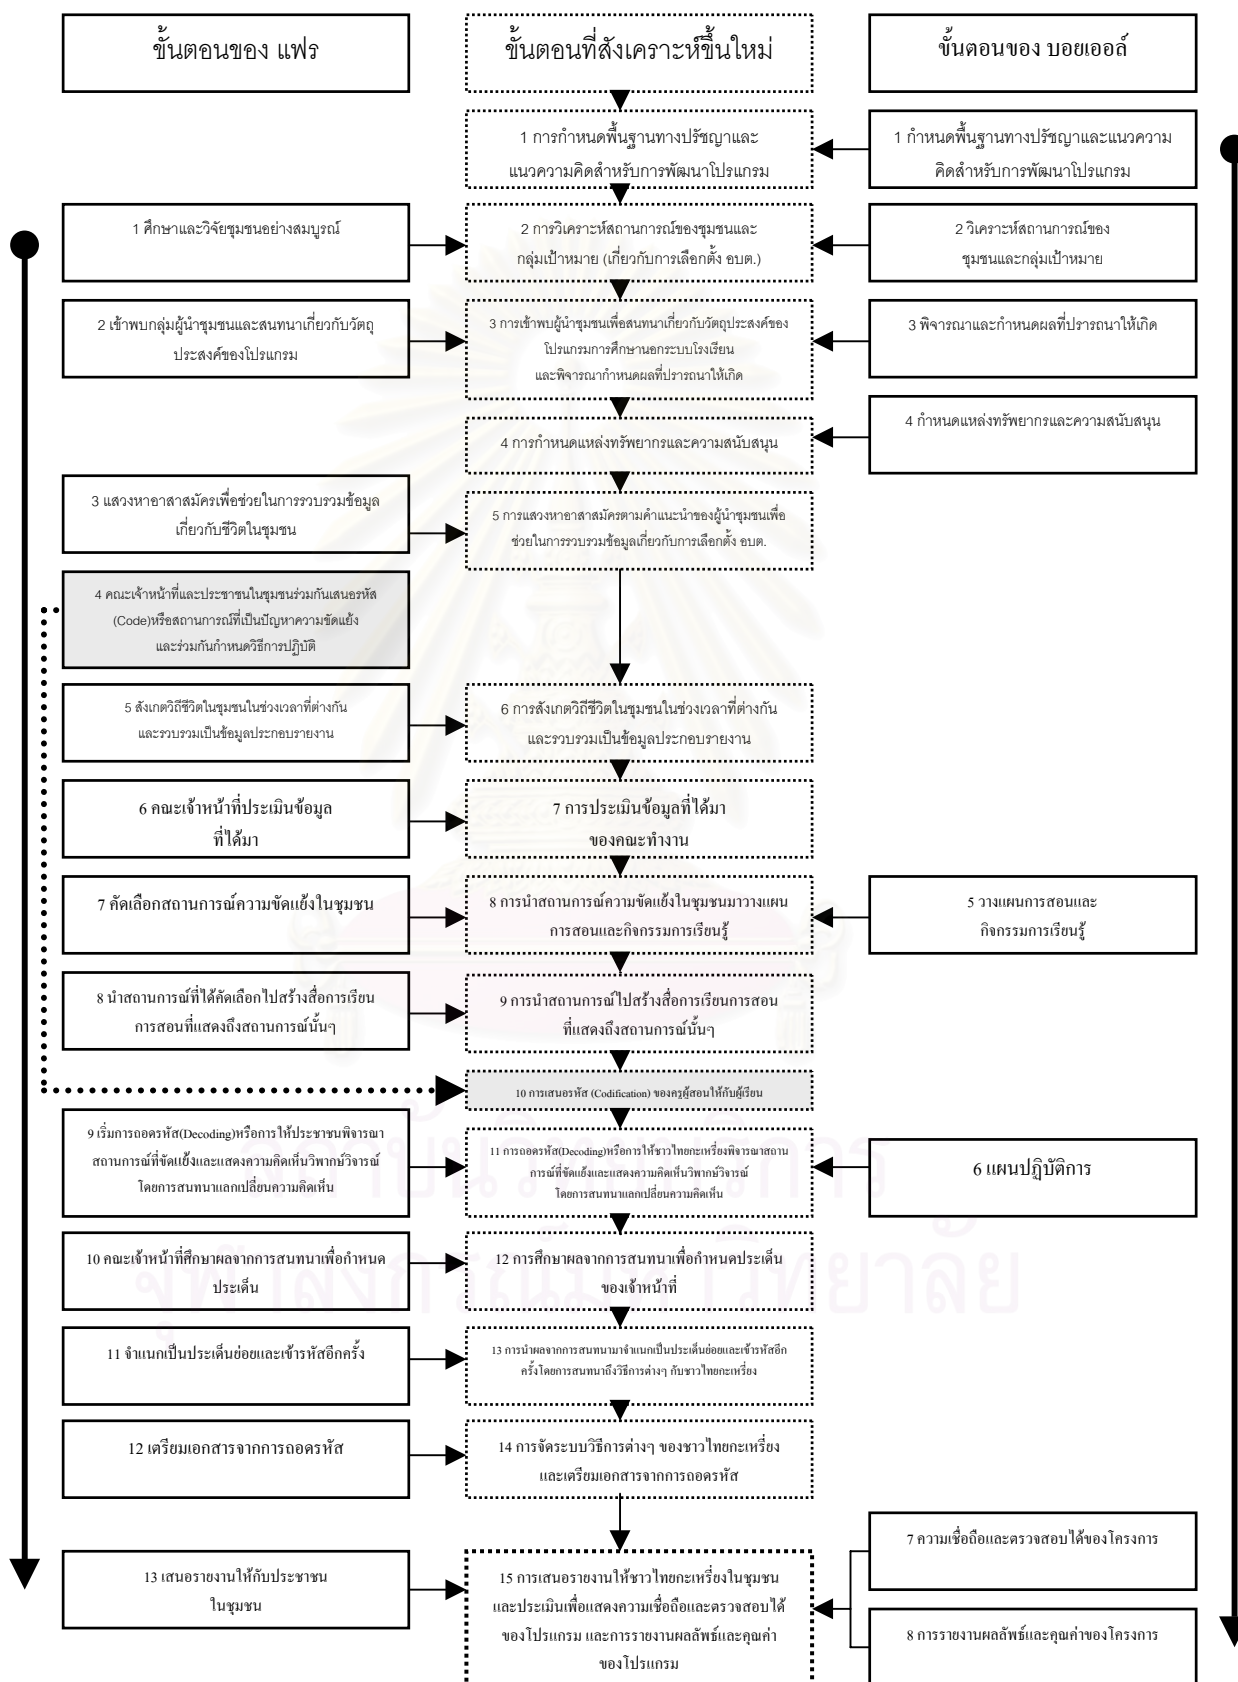 ขั้นตอนของ แฟร
ขั้นตอนที่สังเคราะห์ขึ้นใหม่
ขั้นตอนของ บอยเออล์
1 การกำหนดพื้นฐานทางปรัชญาและ
แนวความคิดสำหรับการพัฒนาโปรแกรม
1 กำหนดพื้นฐานทางปรัชญาและแนวความ
คิดสำหรับการพัฒนาโปรแกรม
1 ศึกษาและวิจัยชุมชนอย่างสมบูรณ์
2 การวิเคราะห์สถานการณ์ของชุมชนและ
กลุ่มเป้าหมาย (เกี่ยวกับการเลือกตั้ง อบต.)
2 วิเคราะห์สถานการณ์ของ
ชุมชนและกลุ่มเป้าหมาย
2 เข้าพบกลุ่มผู้นำชุมชนและสนทนาเกี่ยวกับวัตถุ
ประสงค์ของโปรแกรม
3 การเข้าพบผู้นำชุมชนเพื่อสนทนาเกี่ยวกับวัตถุประสงค์ของ
โปรแกรมการศึกษานอกระบบโรงเรียน
และพิจารณากำหนดผลที่ปรารถนาให้เกิด
3 พิจารณาและกำหนดผลที่ปรารถนาให้เกิด
4 การกำหนดแหล่งทรัพยากรและความสนับสนุน
4 กำหนดแหล่งทรัพยากรและความสนับสนุน
3 แสวงหาอาสาสมัครเพื่อช่วยในการรวบรวมข้อมูล
เกี่ยวกับชีวิตในชุมชน
5 การแสวงหาอาสาสมัครตามคำแนะนำของผู้นำชุมชนเพื่อ
ช่วยในการรวบรวมข้อมูลเกี่ยวกับการเลือกตั้ง อบต.
4 คณะเจ้าหน้าที่และประชาชนในชุมชนร่วมกันเสนอรหัส
(Code)หรือสถานการณ์ที่เป็นปัญหาความขัดแย้ง
และร่วมกันกำหนดวิธีการปฏิบัติ
5 สังเกตวิถีชีวิตในชุมชนในช่วงเวลาที่ต่างกัน
และรวบรวมเป็นข้อมูลประกอบรายงาน
6 การสังเกตวิถีชีวิตในชุมชนในช่วงเวลาที่ต่างกัน
และรวบรวมเป็นข้อมูลประกอบรายงาน
6 คณะเจ้าหน้าที่ประเมินข้อมูล
ที่ได้มา
7 การประเมินข้อมูลที่ได้มา
ของคณะทำงาน
7 คัดเลือกสถานการณ์ความขัดแย้งในชุมชน
8 การนำสถานการณ์ความขัดแย้งในชุมชนมาวางแผน
การสอนและกิจกรรมการเรียนรู้
5 วางแผนการสอนและ
กิจกรรมการเรียนรู้
8 นำสถานการณ์ที่ได้คัดเลือกไปสร้างสื่อการเรียน
การสอนที่แสดงถึงสถานการณ์นั้นๆ
9 การนำสถานการณ์ไปสร้างสื่อการเรียนการสอน
ที่แสดงถึงสถานการณ์นั้นๆ
10 การเสนอรหัส (Codification) ของครูผู้สอนให้กับผู้เรียน
9 เริ่มการถอดรหัส(Decoding)หรือการให้ประชาชนพิจารณา
สถานการณ์ที่ขัดแย้งและแสดงความคิดเห็นวิพากษ์วิจารณ์
โดยการสนทนาแลกเปลี่ยนความคิดเห็น
11 การถอดรหัส(Decoding)หรือการให้ชาวไทยกะเหรี่ยงพิจารณาสถาน
การณ์ที่ขัดแย้งและแสดงความคิดเห็นวิพากษ์วิจารณ์
โดยการสนทนาแลกเปลี่ยนความคิดเห็น
6 แผนปฏิบัติการ
10 คณะเจ้าหน้าที่ศึกษาผลจากการสนทนาเพื่อกำหนด
ประเด็น
12 การศึกษาผลจากการสนทนาเพื่อกำหนดประเด็น
ของเจ้าหน้าที่
11 จำแนกเป็นประเด็นย่อยและเข้ารหัสอีกครั้ง
13 การนำผลจากการสนทนามาจำแนกเป็นประเด็นย่อยและเข้ารหัสอีก
ครั้งโดยการสนทนาถึงวิธีการต่างๆ กับชาวไทยกะเหรี่ยง
12 เตรียมเอกสารจากการถอดรหัส
14 การจัดระบบวิธีการต่างๆ ของชาวไทยกะเหรี่ยง
และเตรียมเอกสารจากการถอดรหัส
13 เสนอรายงานให้กับประชาชน
ในชุมชน
15 การเสนอรายงานให้ชาวไทยกะเหรี่ยงในชุมชน
และประเมินเพื่อแสดงความเชื่อถือและตรวจสอบได้
ของโปรแกรม และการรายงานผลลัพธ์และคุณค่า
ของโปรแกรม
7 ความเชื่อถือและตรวจสอบได้ของโครงการ
8 การรายงานผลลัพธ์และคุณค่าของโครงการ
สถาบันวิทยบริการ
จุฬาลงกรณ์มหาวิทยาลัย